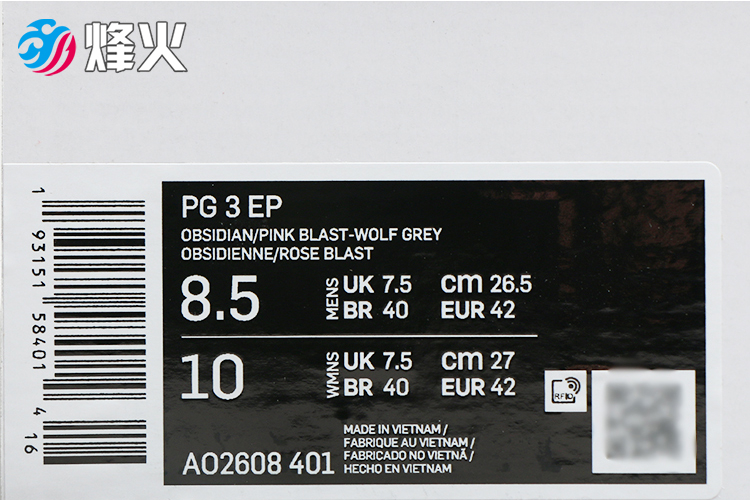 烽火
PG 3 EP
OBSIDIAN/PINK BLAST-WOLF GREY
OBSIDIENNE/ROSE BLAST
8.5 MENS UK 7.5 CM 26.5
BR 40 EUR 42
10 WMNS UK 7.5 CM 27
BR 40 EUR 42
RFID
AO2608 401
MADE IN VIETNAM /
FABRIQUE AU VIETNAM /
FABRICADO NO VIETNÃ /
HECHO EN VIETNAM
1 93151 58401 4 16